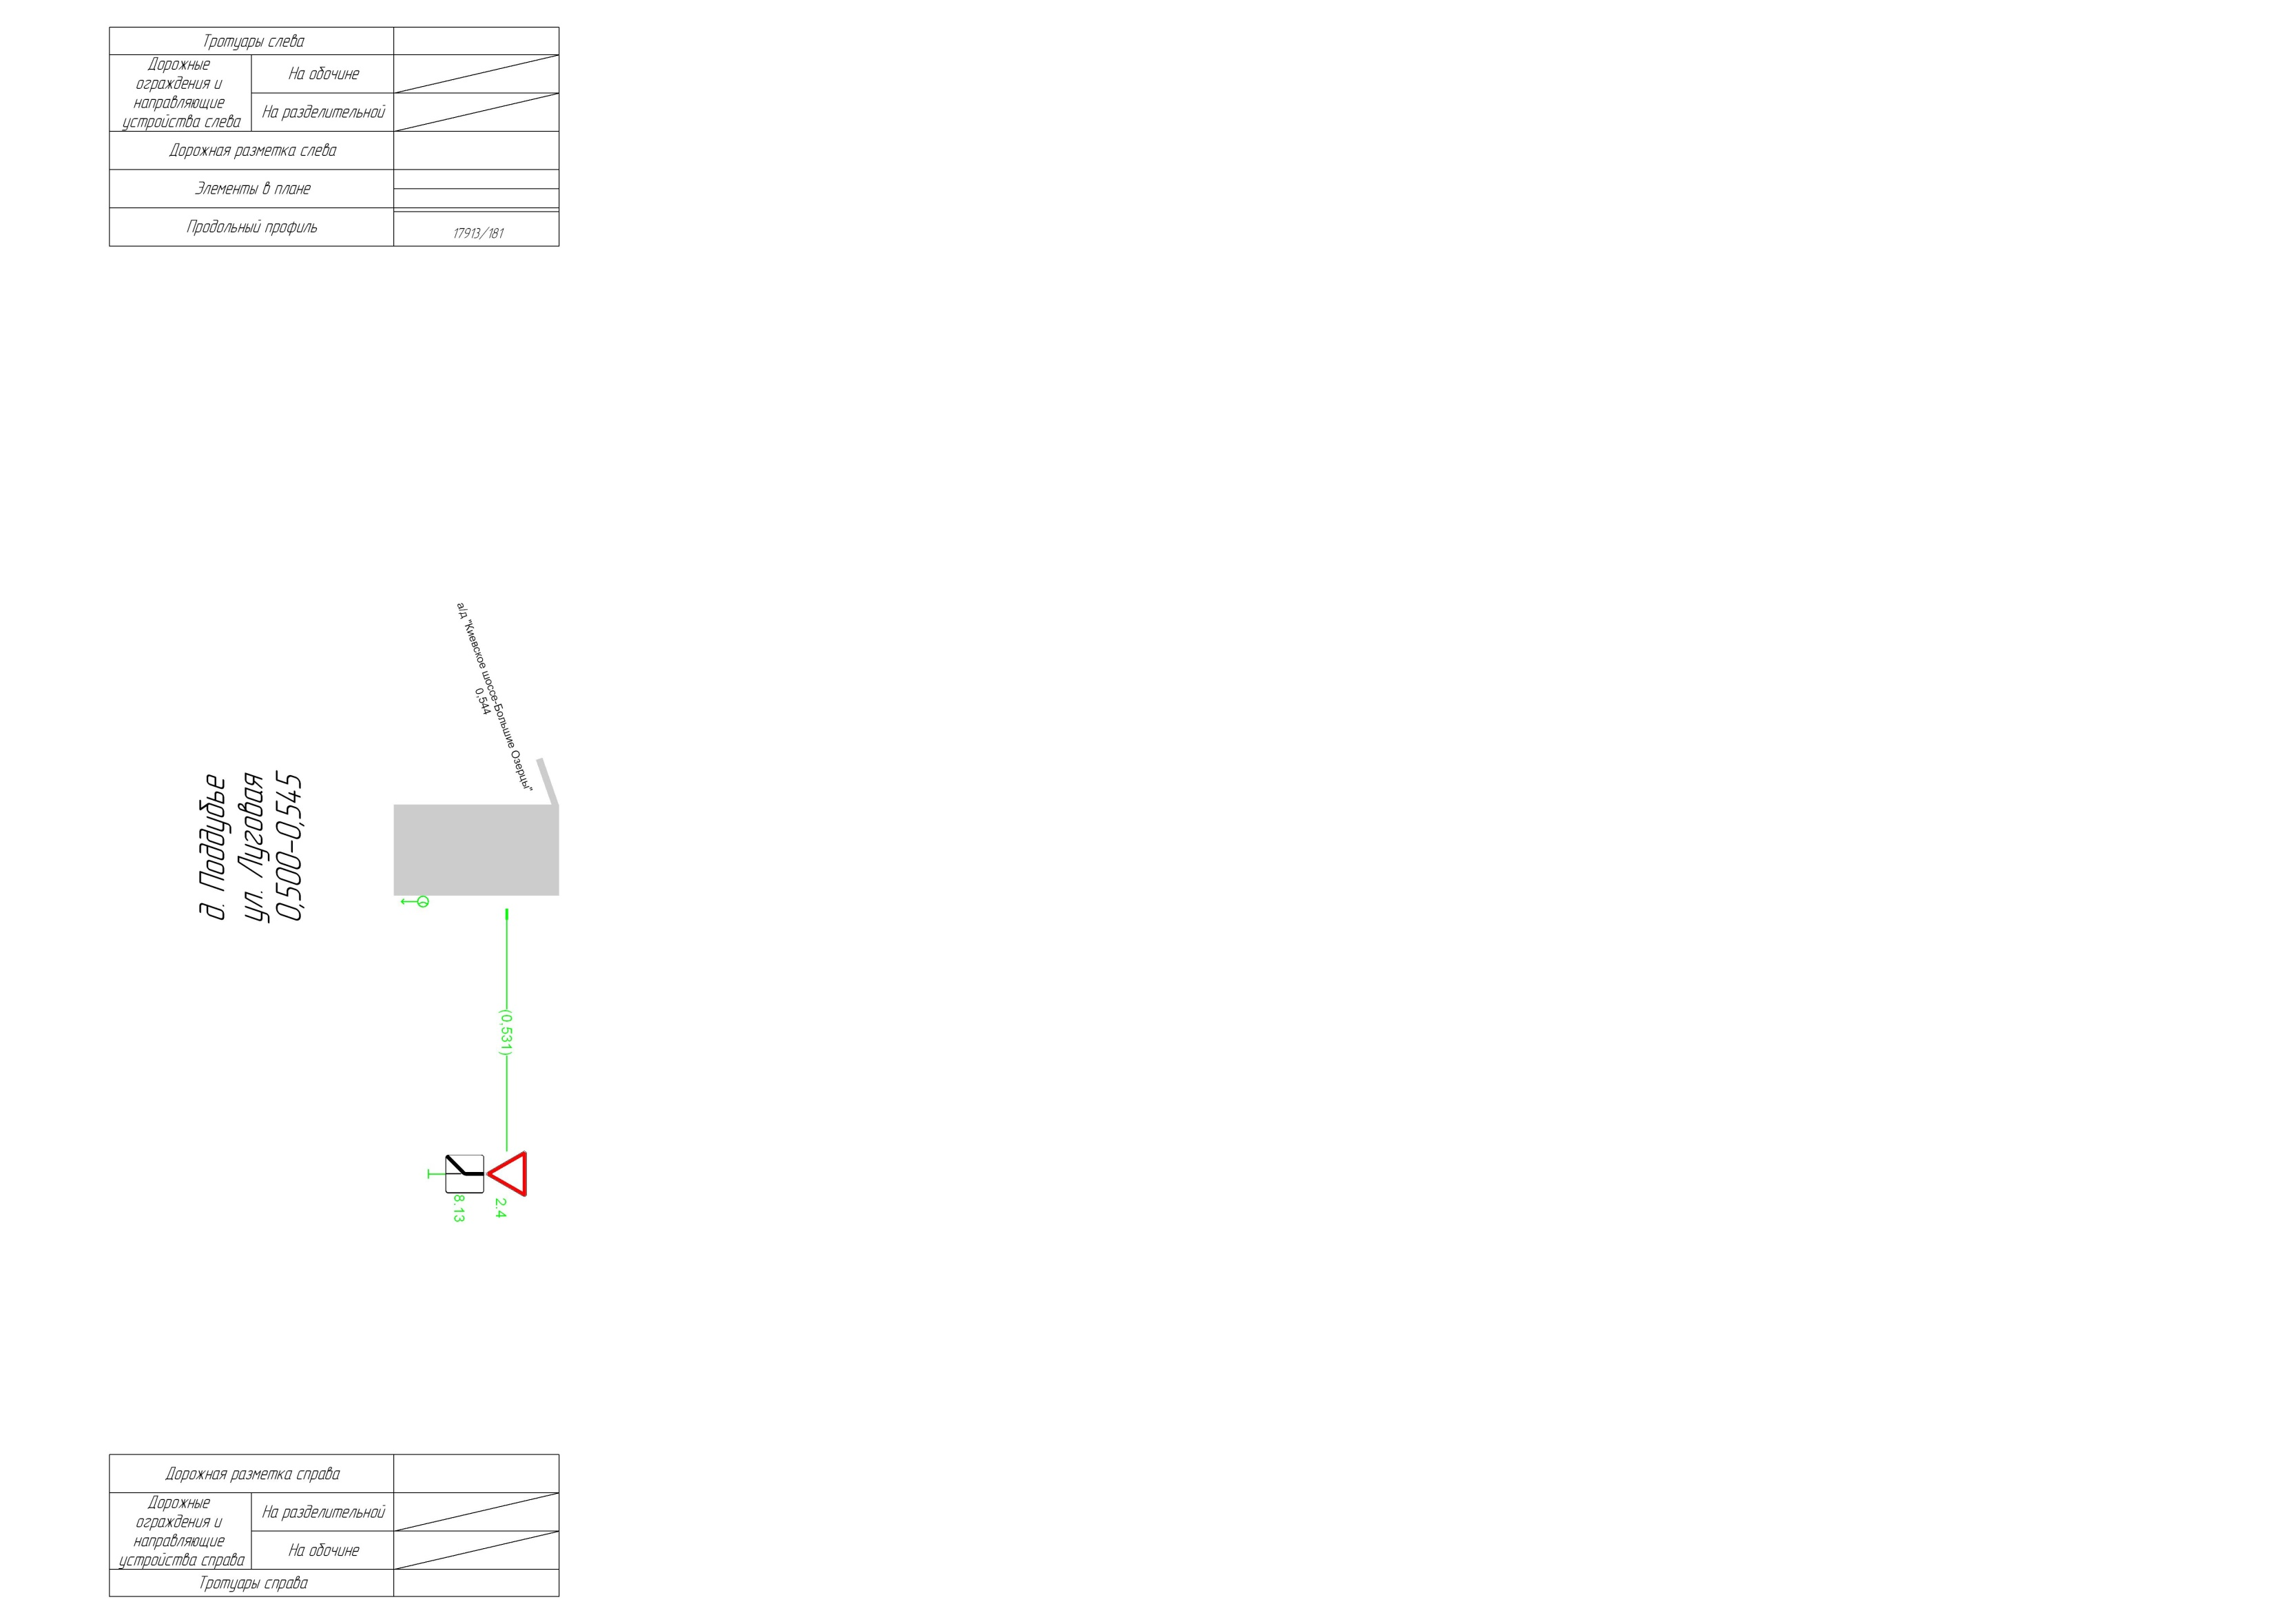 Тротуары слева
Дорожные
ограждения и
направляющие
устройства слева
На обочине
На разделительной
Дорожная разметка слева
Элементы в плане
Продольный профиль
17913/181
а/д "Киевское шоссе-Большие Озерцы"
0,544
д. Поддубье
ул. Луговая
0,500-0,545
(0,531)
8.13
2.4
Дорожная разметка справа
Дорожные
ограждения и
направляющие
устройства справа
На разделительной
На обочине
Тротуары справа